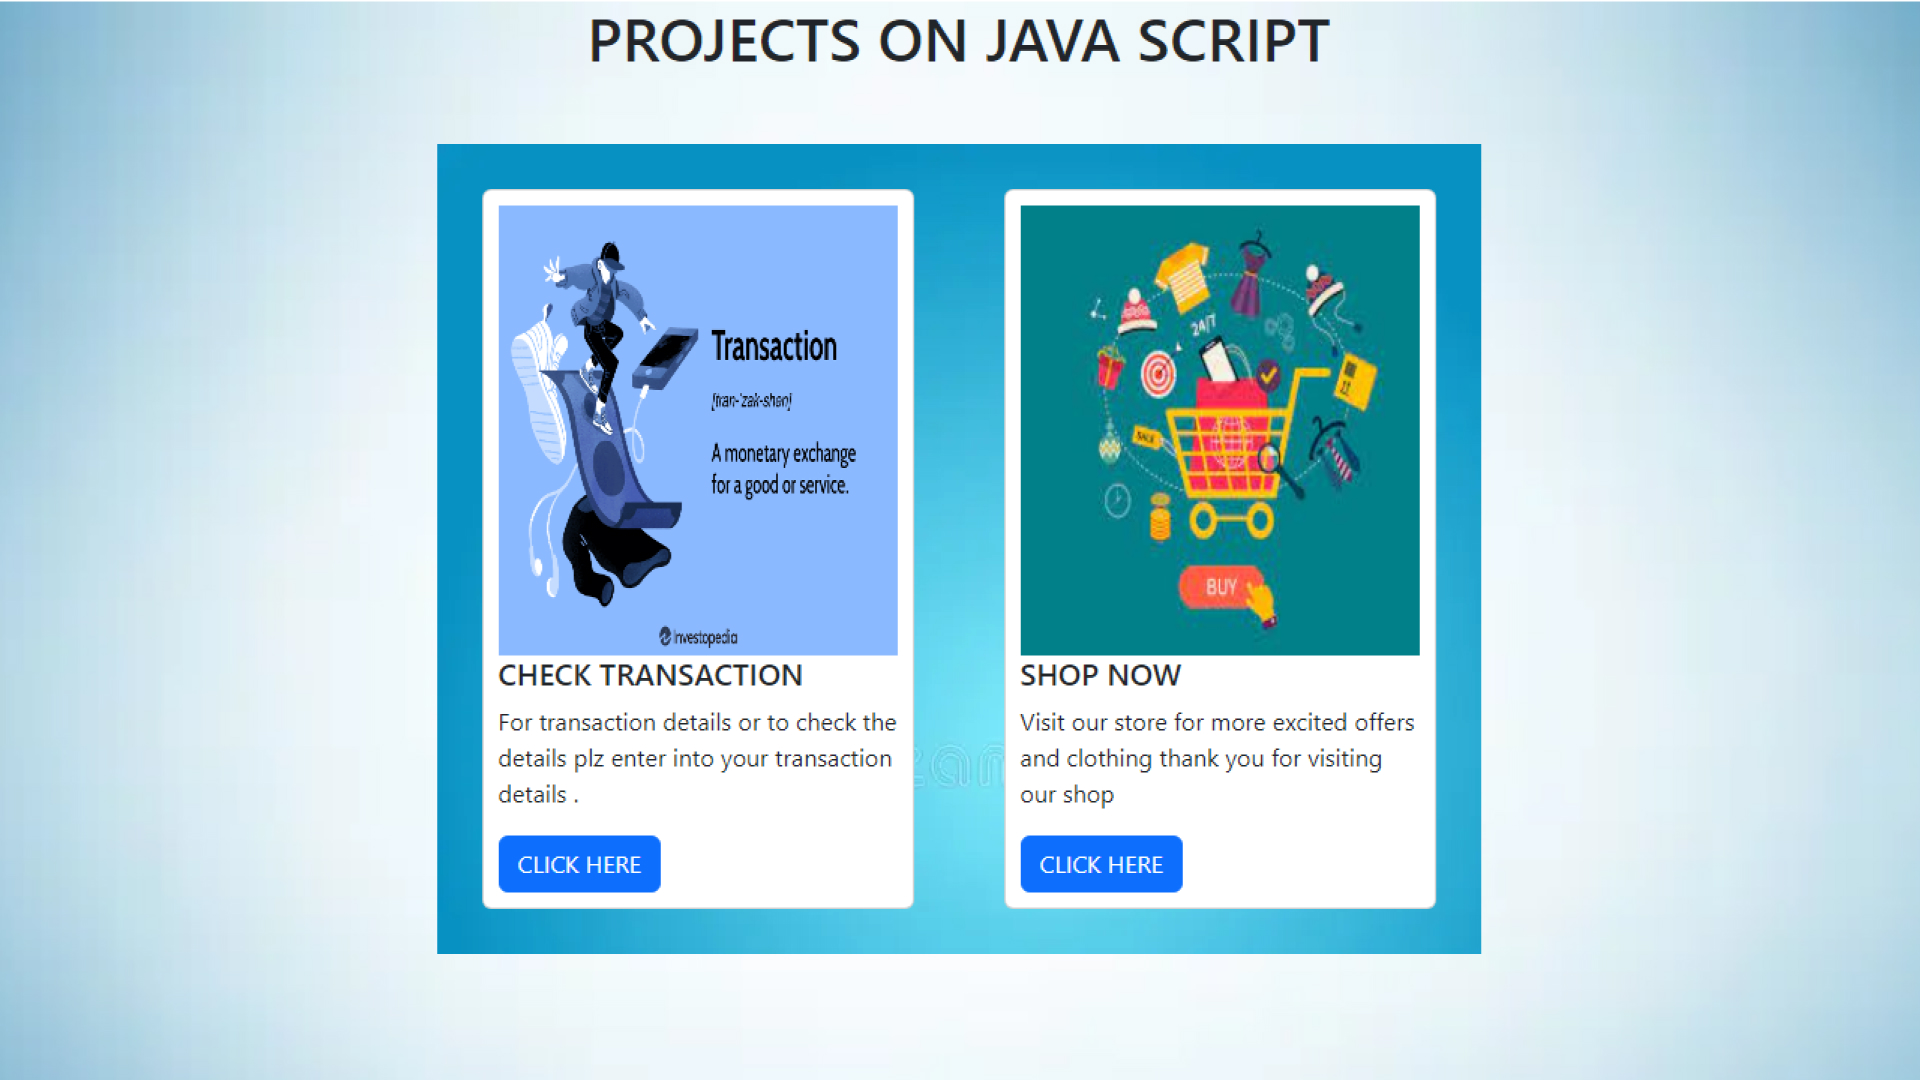 PROJECTS ON JAVA SCRIPT
Transaction
[tran-ˈzak-shən]
A monetary exchange
for a good or service.
Investopedia
24/7
SALE
BUY
CHECK TRANSACTION
For transaction details or to check the
details plz enter into your transaction
details .
CLICK HERE
SHOP NOW
Visit our store for more excited offers
and clothing thank you for visiting
our shop
CLICK HERE